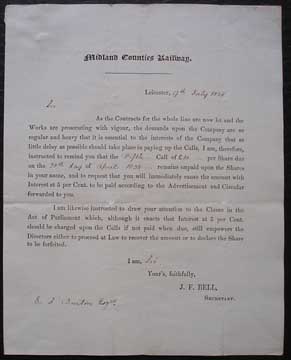 Midland Counties Railway.
Leicester, 17th July 1838
Sir
As the Contracts for the whole line are now let and the
Works are prosecuting with vigour, the demands upon the Company are so
regular and heavy that it is essential to the interests of the Company that
as little delay as possible should take place in paying up the Calls. I am, therefore,
instructed to remind you that the Fifth Call of £10 per Share due
on the day of April remains unpaid upon the Shares
in your name, and to request that you will immediately cause the amount with
Interest at 5 per Cent. to be paid according to the Advertisement and Circular
forwarded to you.
I am likewise instructed to draw your attention to the Clause in the
Act of Parliament which, although it enacts that Interest at 5 per Cent.
should be charged upon the Calls if not paid when due, still empowers the
Directors either to proceed at Law to recover the amount or to declare the Share
to be forfeited.
I am, Sir
Your's, faithfully,
J. F. BELL,
SECRETARY.
Burton Esqr.